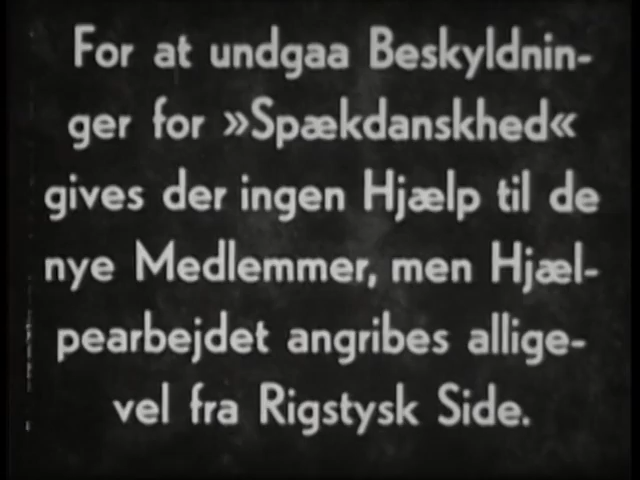 For at undgaa Beskyldnin-
ger for »Spækdanskhed«
gives der ingen Hjælp til de
nye Medlemmer, men Hjæl-
pearbejdet angribes allige-
vel fra Rigstysk Side.